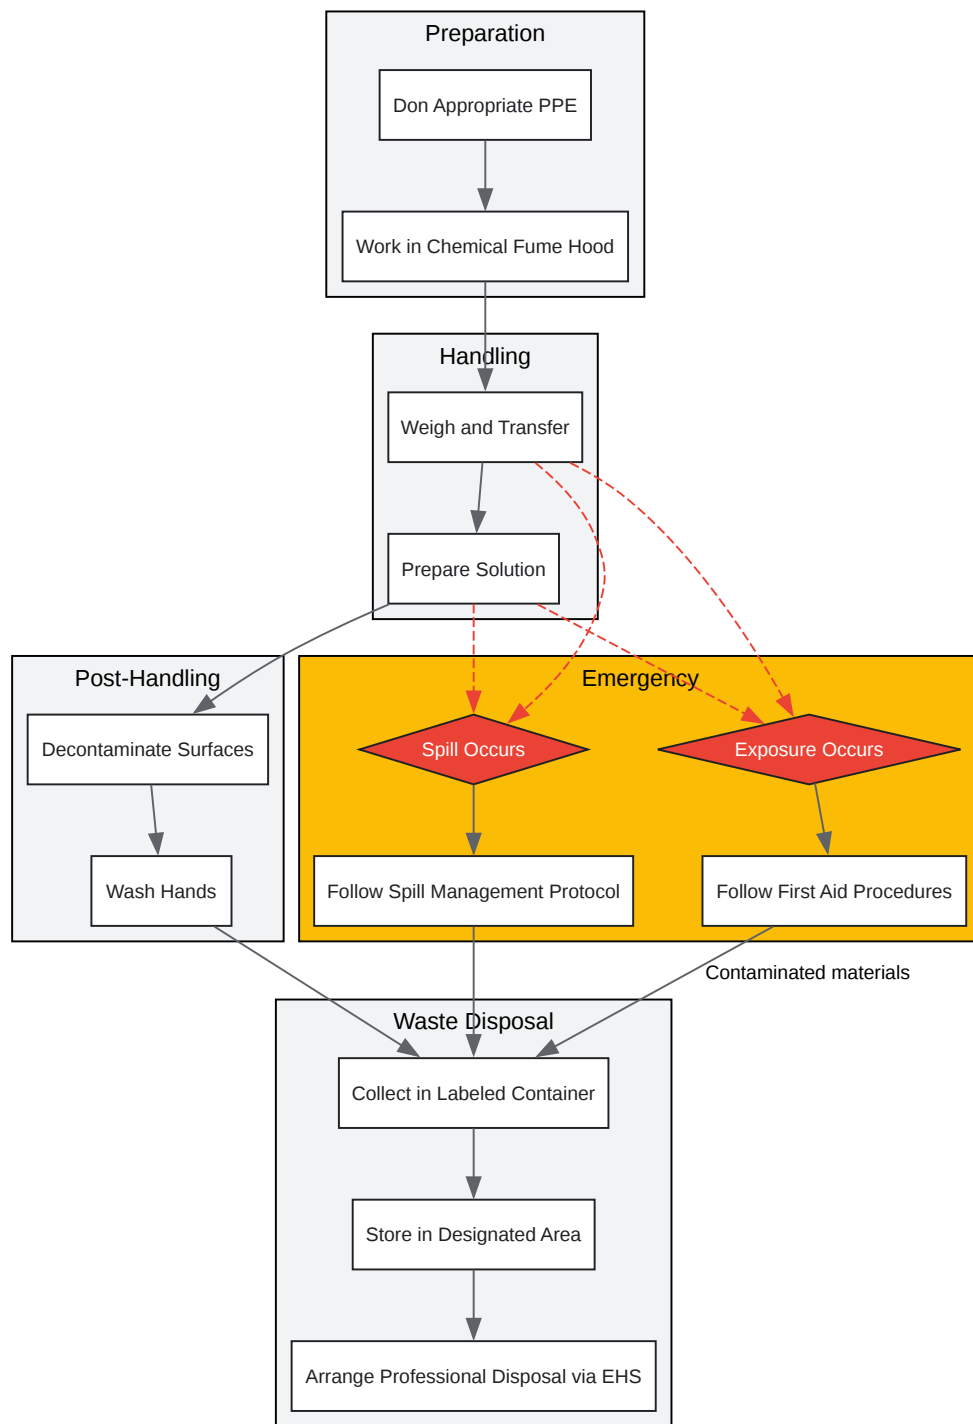 Preparation
Don Appropriate PPE
Work in Chemical Fume Hood
Handling
Weigh and Transfer
Prepare Solution
Post-Handling
Decontaminate Surfaces
Wash Hands
Emergency
Spill Occurs
Exposure Occurs
Follow Spill Management Protocol
Follow First Aid Procedures
Contaminated materials
Waste Disposal
Collect in Labeled Container
Store in Designated Area
Arrange Professional Disposal via EHS